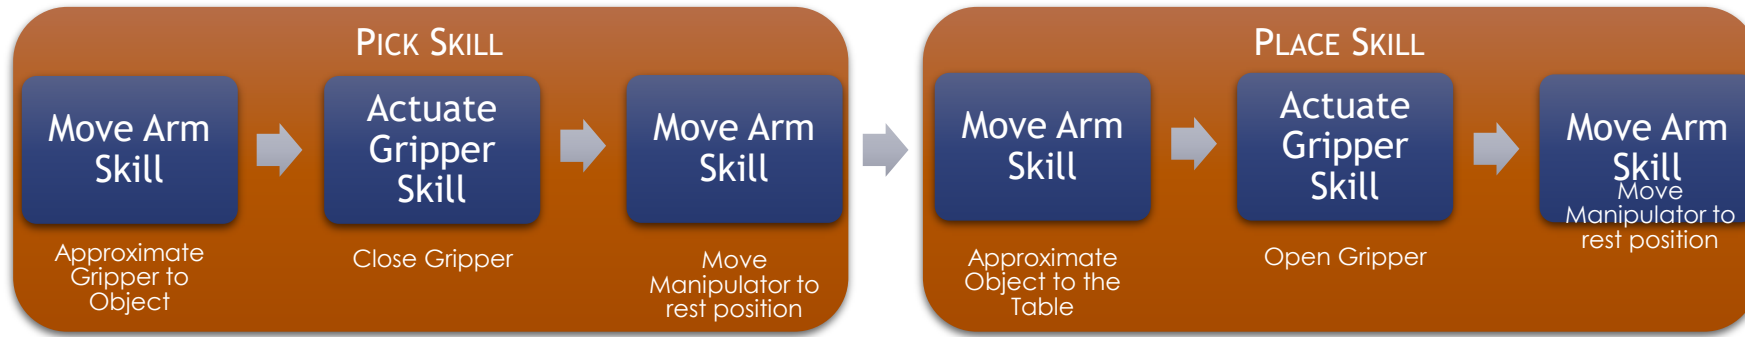 PICK SKILL
Move Arm
Skill
Approximate
Gripper to
Object
Actuate
Gripper
Skill
Close Gripper
Move Arm
Skill
Move
Manipulator to
rest position
PLACE SKILL
Move Arm
Skill
Approximate
Object to the
Table
Actuate
Gripper
Skill
Open Gripper
Move Arm
Skill
Move
Manipulator to
rest position